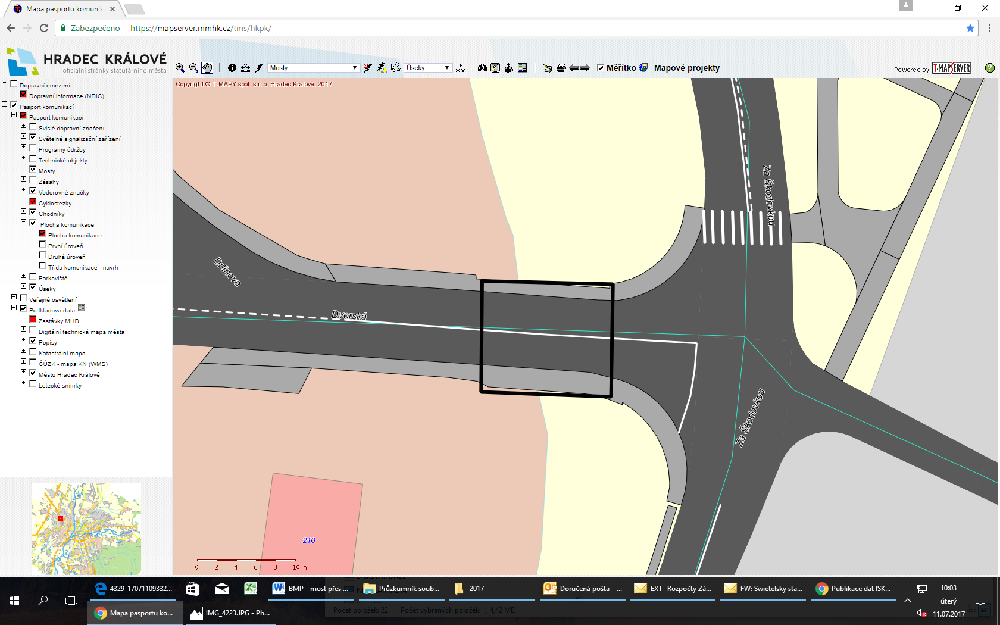 Mapa pasportu komunik
Zabezpečeno
https://mapserver.mmhk.cz/tms/hkpk/
HRADEC KRÁLOVÉ
oficiální stránky statutárního města
Mosty
Úseky
Měřítko
Mapové projekty
Powered by T-MAPSERVER
Copyright © T-MAPY spol. s r. o. Hradec Králové, 2017
Dopravní omezení
Dopravní informace (NDIC)
Pasport komunikací
Pasport komunikací
Svislé dopravní značení
Světelné signalizační zařízení
Programy údržby
Technické objekty
Mosty
Zásahy
Vodorovné značky
Cyklostezky
Chodníky
Plocha komunikace
Plocha komunikace
První úroveň
Druhá úroveň
Třída komunikace - návrh
Parkoviště
Úseky
Veřejné osvětlení
Podkladová data
Zastávky MHD
Digitální technická mapa města
Popisy
Katastrální mapa
ČÚZK - mapa KN (WMS)
Město Hradec Králové
Letecké snímky
Drtinova
Dvorská
Za Škodovkou
Za Škodovkou
210
0 2 4 6 8 10 m
4329_17071109332...
BMP - most přes ...
Průzkumník soub...
2017
Doručená pošta – ...
EXT- Rozpočty Zá...
FW: Swietelsky sta...
Publikace dat ISK...
Mapa pasportu ko...
IMG_4223.JPG - Ph...
Počet položek: 22
Počet vybraných položek: 1; 4,42 MB
10:03
úterý
11.07.2017